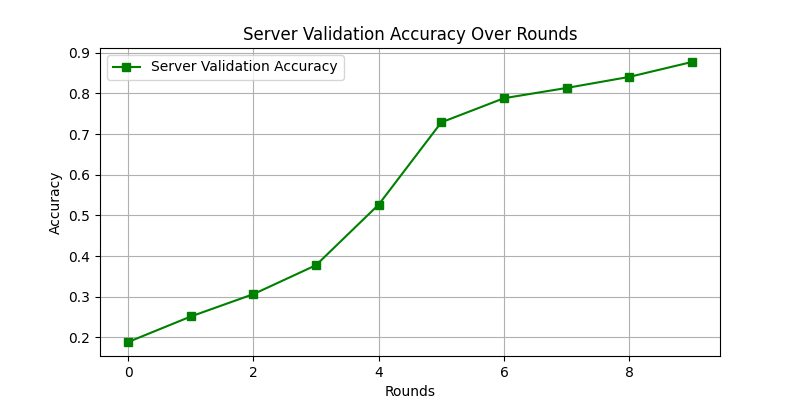 Server Validation Accuracy Over Rounds
Server Validation Accuracy
Accuracy
0.9
0.8
0.7
0.6
0.5
0.4
0.3
0.2
0 2 4 6 8
Rounds